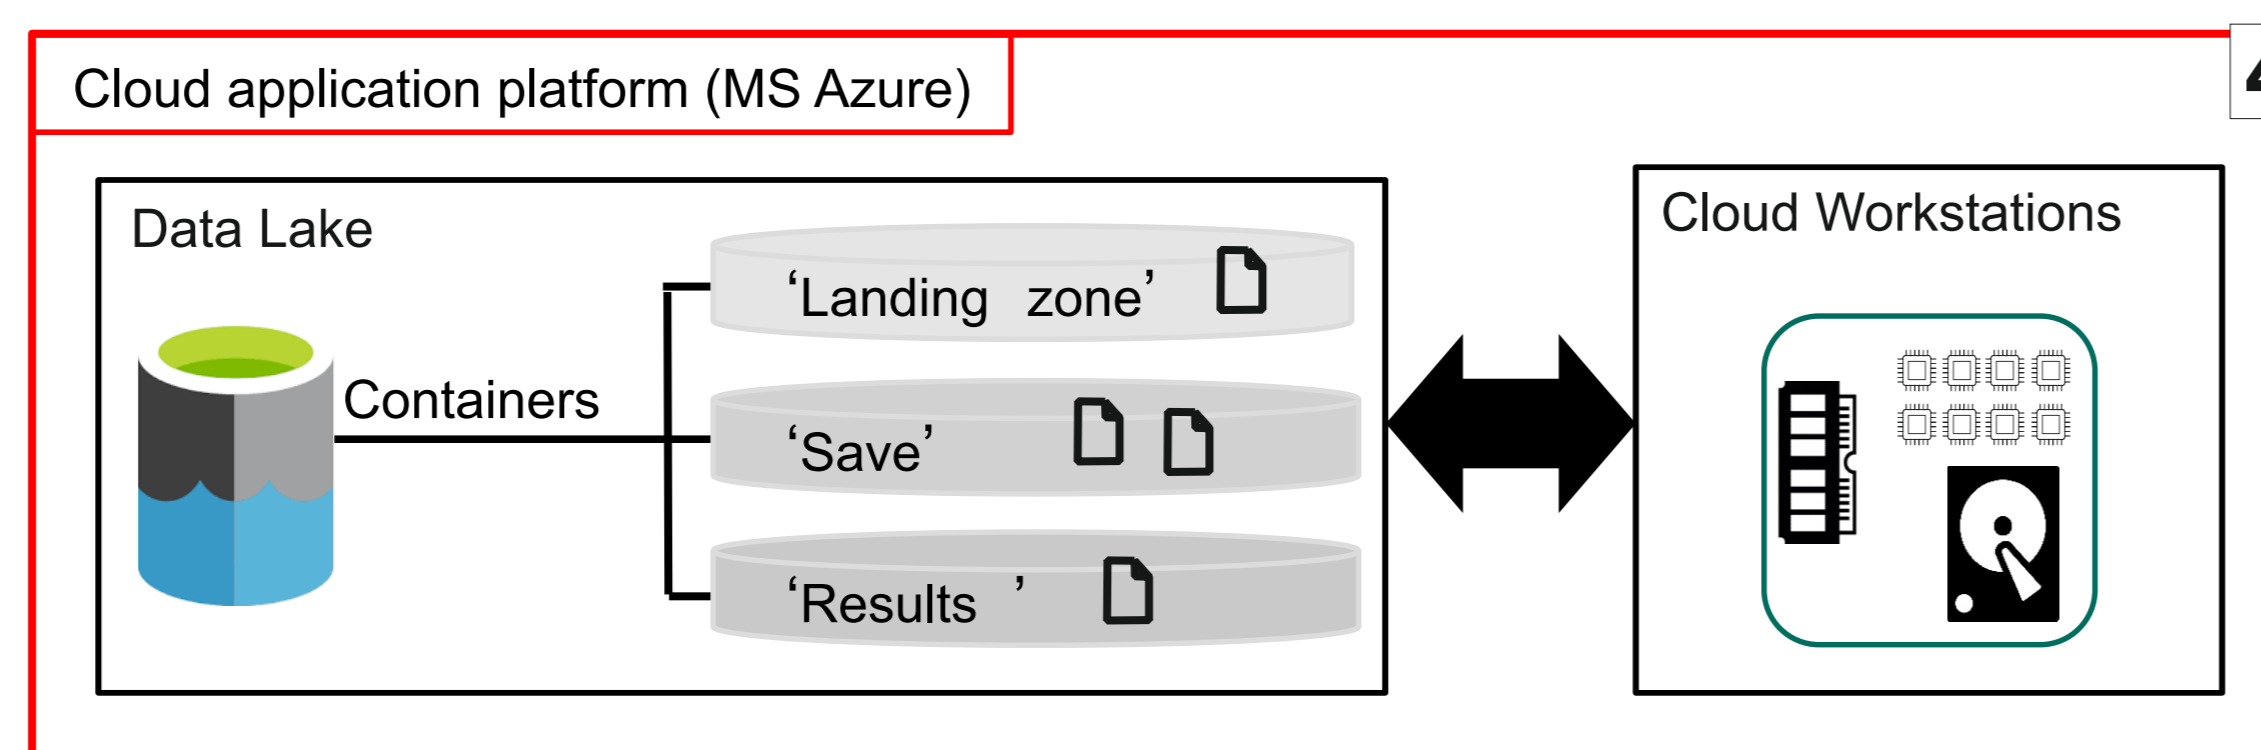 Cloud application platform (MS Azure)
Data Lake
Cloud Workstations
‘Landing zone’
Containers
‘Save’
‘Results ’